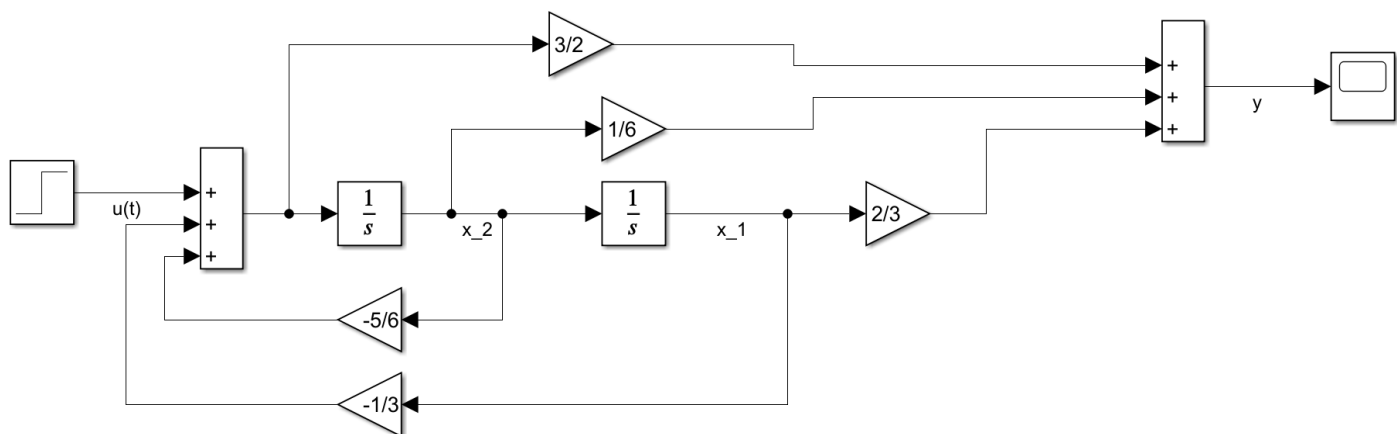 3/2
+
1/6
+
y
+
+
u(t)
+
+
1
s
x_2
1
s
x_1
2/3
-5/6
-1/3